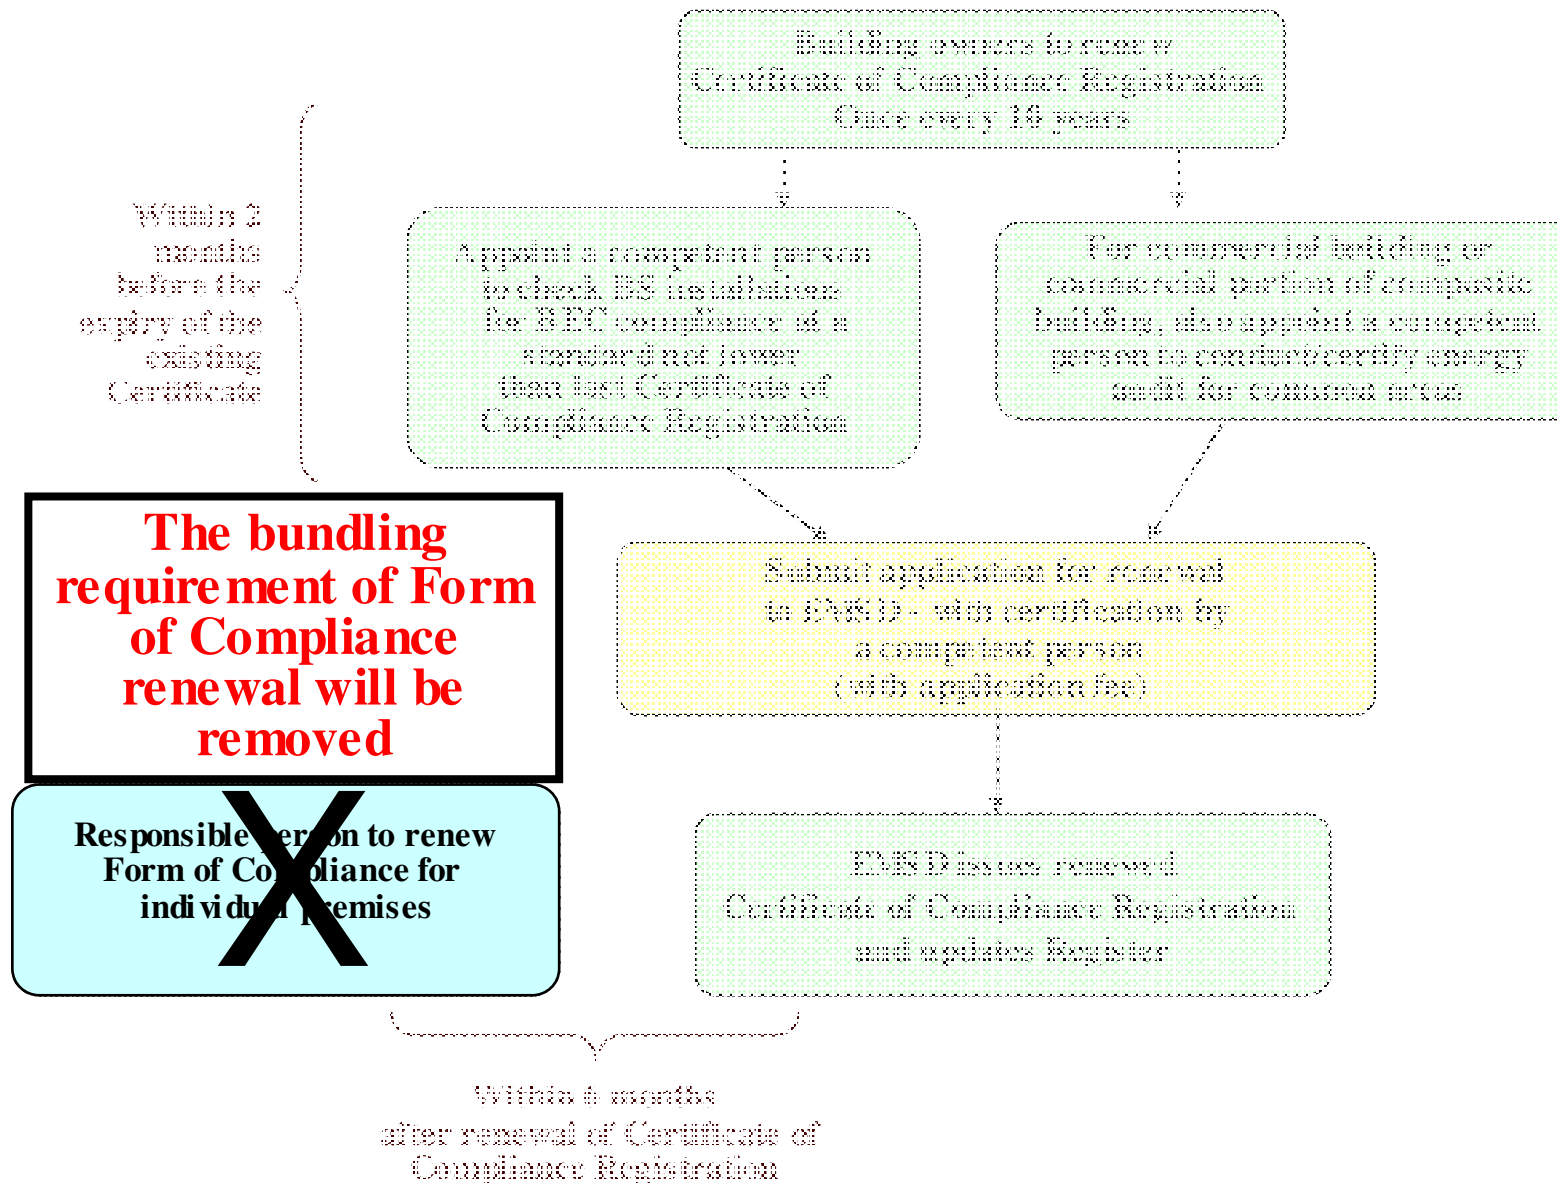 Building owners to renew
Certificate of Compliance Registration
Once every 10 years
Within 2
months
before the
expiry of the
existing
Certificate
Appoint a competent person
to check BS installations
for BEC compliance at a
standard not lower
than last Certificate of
Compliance Registration
For commercial building or
commercial portion of composite
building, also appoint a competent
person to conduct/certify energy
audit for common areas
The bundling
requirement of Form
of Compliance
renewal will be
removed
Submit application for renewal
to EMSD - with certification by
a competent person
(with application fee)
X
Responsible person to renew
Form of Compliance for
individual premises
EMSD issues renewed
Certificate of Compliance Registration
and updates Register
Within 6 months
after renewal of Certificate of
Compliance Registration